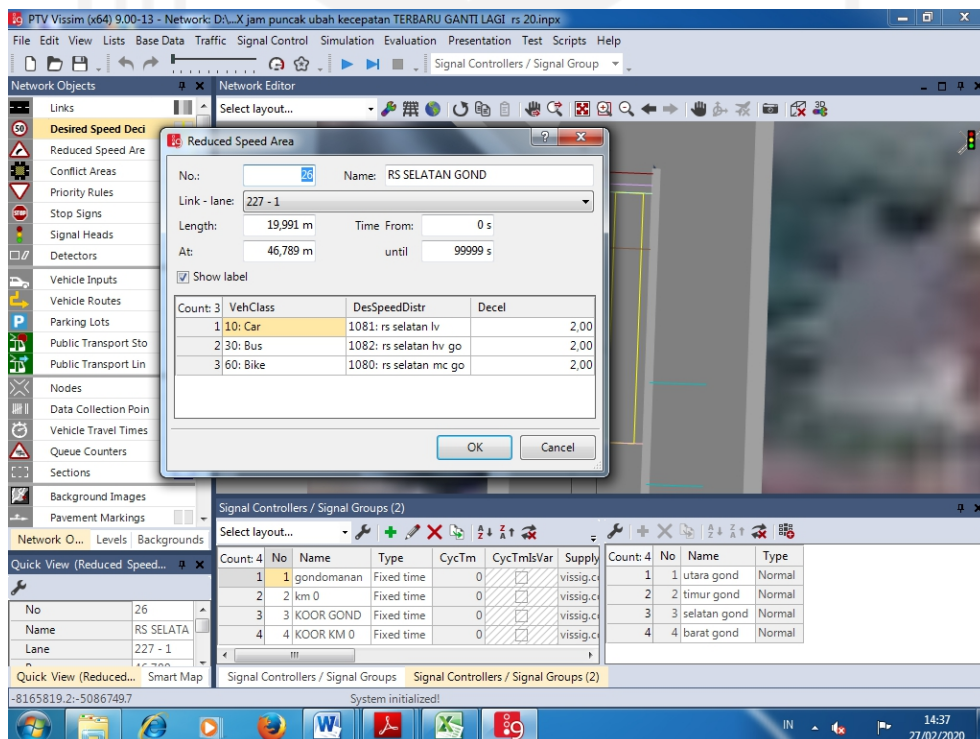 PTV Vissim (x64) 9.00-13 - Network: D:\...X jam puncak ubah kecepatan TERBARU GANTI LAGI rs 20.inpx
File Edit View Lists Base Data Traffic Signal Control Simulation Evaluation Presentation Test Scripts Help
Signal Controllers / Signal Group
Network Objects
Network Editor
Select layout...
Links
Desired Speed Deci
Reduced Speed Are
Conflict Areas
Priority Rules
Stop Signs
Signal Heads
Detectors
Vehicle Inputs
Vehicle Routes
Parking Lots
Public Transport Sto
Public Transport Lin
Nodes
Data Collection Poin
Vehicle Travel Times
Queue Counters
Sections
Background Images
Pavement Markings
Network O... Levels Backgrounds
Reduced Speed Area
No.: 26 Name: RS SELATAN GOND
Link - lane: 227 - 1
Length: 19,991 m Time From: 0 s
At: 46,789 m until 99999 s
Show label
Count: 3 VehClass DesSpeedDistr Decel
1 10: Car 1081: rs selatan lv 2,00
2 30: Bus 1082: rs selatan hv go 2,00
3 60: Bike 1080: rs selatan mc go 2,00
OK Cancel
Quick View (Reduced Speed...
No 26
Name RS SELATA
Lane 227 - 1
Quick View (Reduced... Smart Map
Signal Controllers / Signal Groups (2)
Select layout...
Count: 4 No Name Type CycTm CycTmIsVar Supply
1 1 gondomanan Fixed time 0 vissig.c
2 2 km 0 Fixed time 0 vissig.c
3 3 KOOR GOND Fixed time 0 vissig.c
4 4 KOOR KM 0 Fixed time 0 vissig.c
Count: 4 No Name Type
1 1 utara gond Normal
2 2 timur gond Normal
3 3 selatan gond Normal
4 4 barat gond Normal
Signal Controllers / Signal Groups Signal Controllers / Signal Groups (2)
-8165819.2:-5086749.7 System initialized!
IN 14:37
27/02/2020